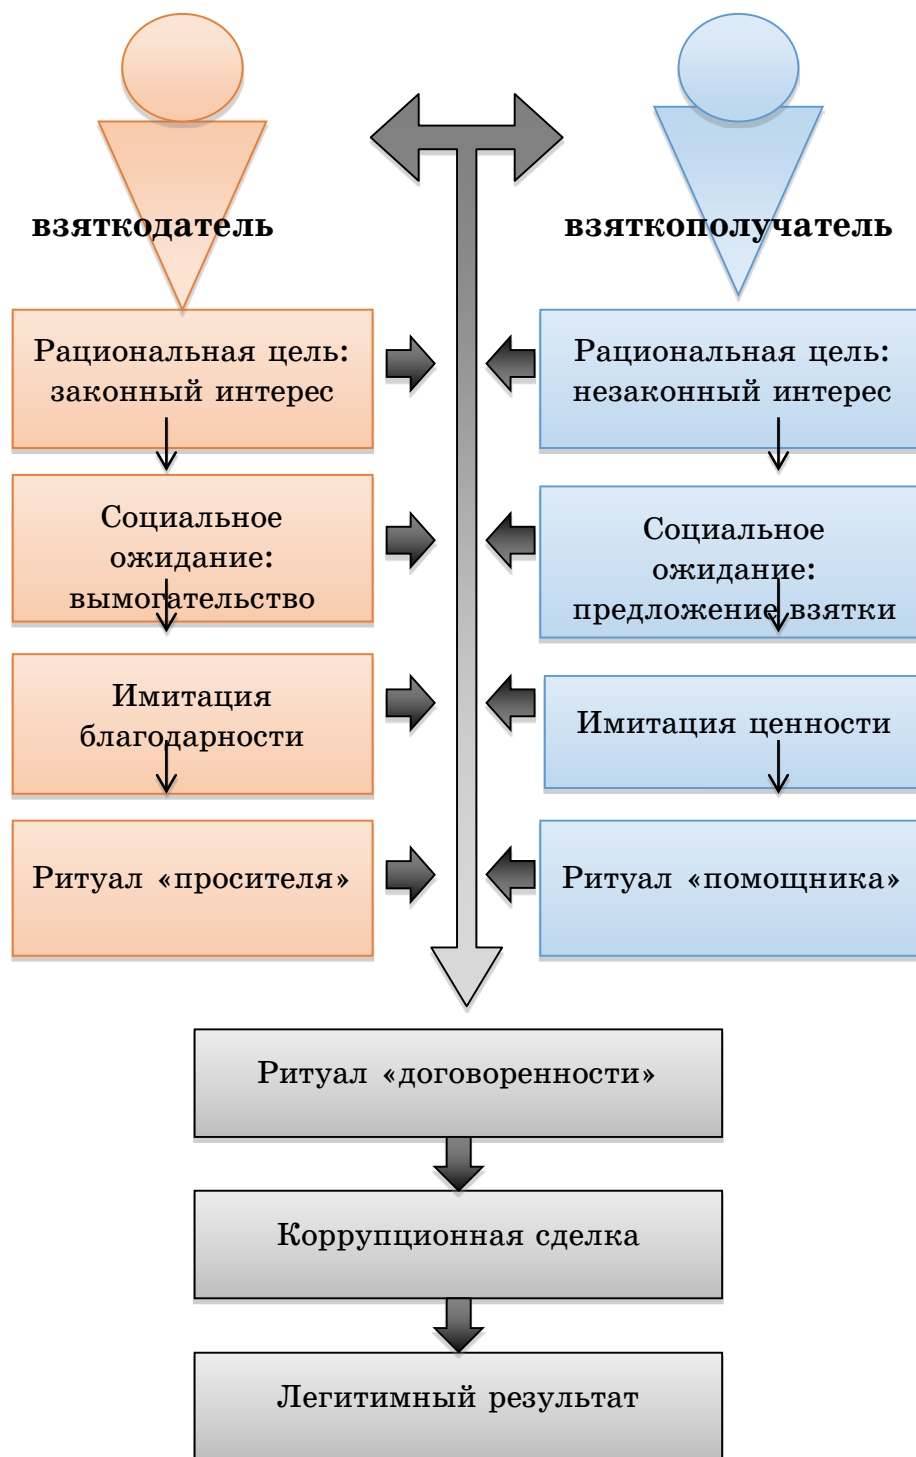 взяткодатель
взяткополучатель
Рациональная цель:
законный интерес
Рациональная цель:
незаконный интерес
Социальное
ожидание:
вымогательство
Социальное
ожидание:
предложение взятки
Имитация
благодарности
Имитация ценности
Ритуал «просителя»
Ритуал «помощника»
Ритуал «договоренности»
Коррупционная сделка
Легитимный результат